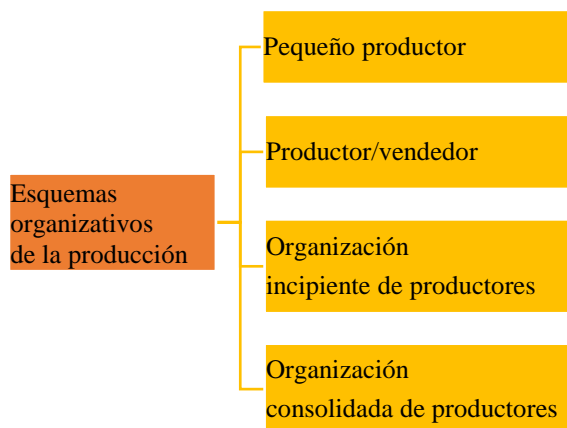 Esquemas
organizativos
de la producción
Pequeño productor
Productor/vendedor
Organización
incipiente de productores
Organización
consolidada de productores